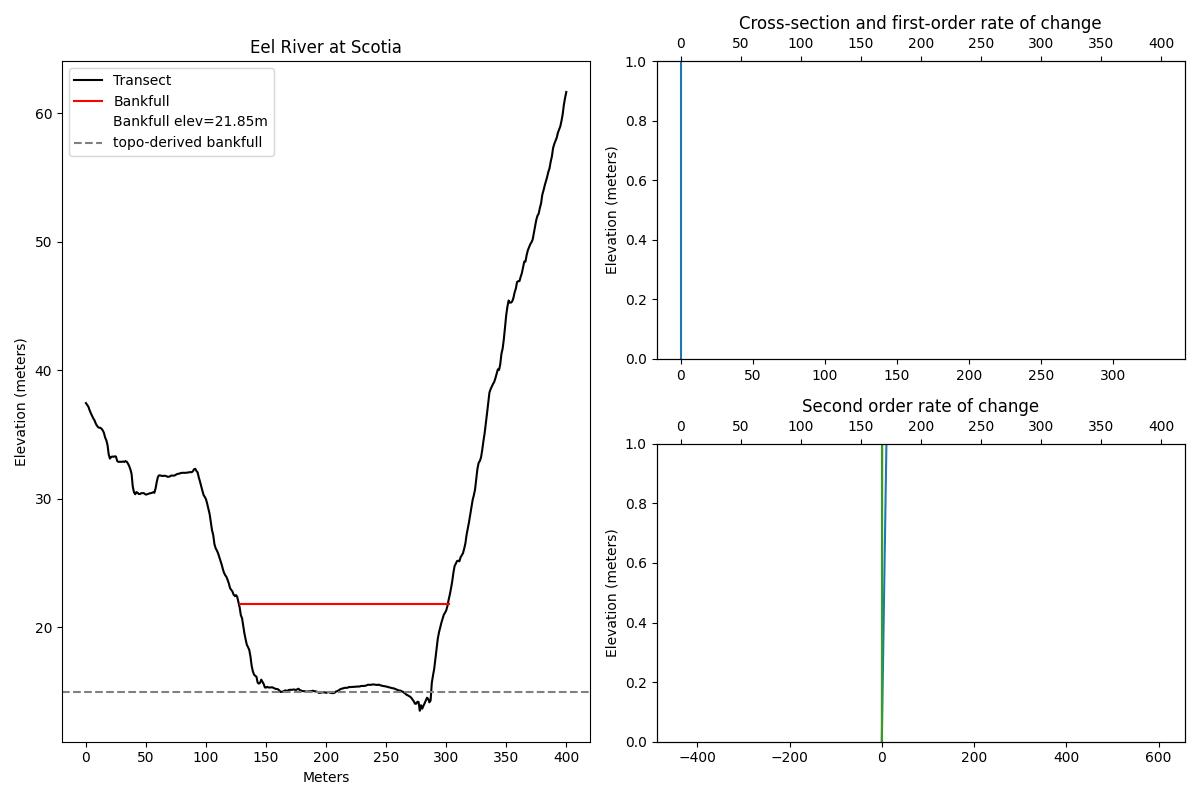 Eel River at Scotia
Transect
Bankfull
Bankfull elev=21.85m
topo-derived bankfull
60
50
40
30
20
Elevation (meters)
0 50 100 150 200 250 300 350 400
Meters
Cross-section and first-order rate of change
0 50 100 150 200 250 300 350 400
1.0
0.8
0.6
0.4
0.2
0.0
Elevation (meters)
0 50 100 150 200 250 300
Second order rate of change
0 50 100 150 200 250 300 350 400
1.0
0.8
0.6
0.4
0.2
0.0
Elevation (meters)
−400 −200 0 200 400 600